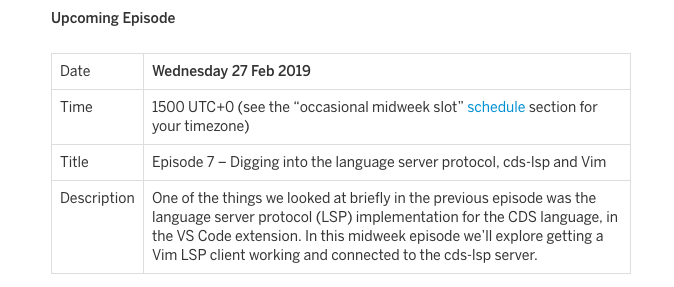 Upcoming Episode
Date
Wednesday 27 Feb 2019
Time
1500 UTC+0 (see the “occasional midweek slot” schedule section for
your timezone)
Title
Episode 7 – Digging into the language server protocol, cds-lsp and Vim
Description
One of the things we looked at briefly in the previous episode was the
language server protocol (LSP) implementation for the CDS language, in
the VS Code extension. In this midweek episode we’ll explore getting a
Vim LSP client working and connected to the cds-lsp server.